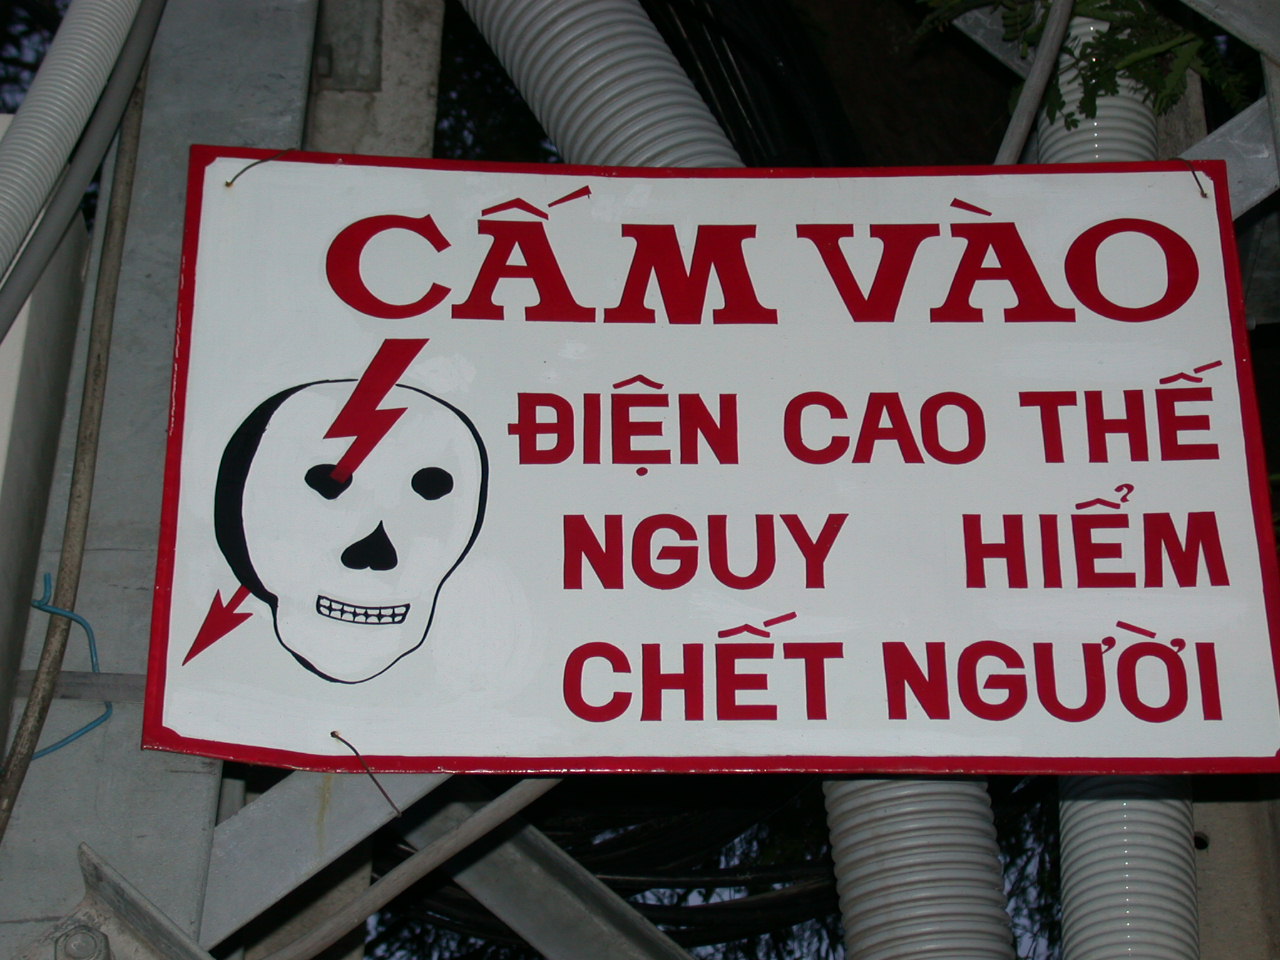 CẤM VÀO
ĐIỆN CAO THẾ
NGUY HIỂM
CHẾT NGƯỜI